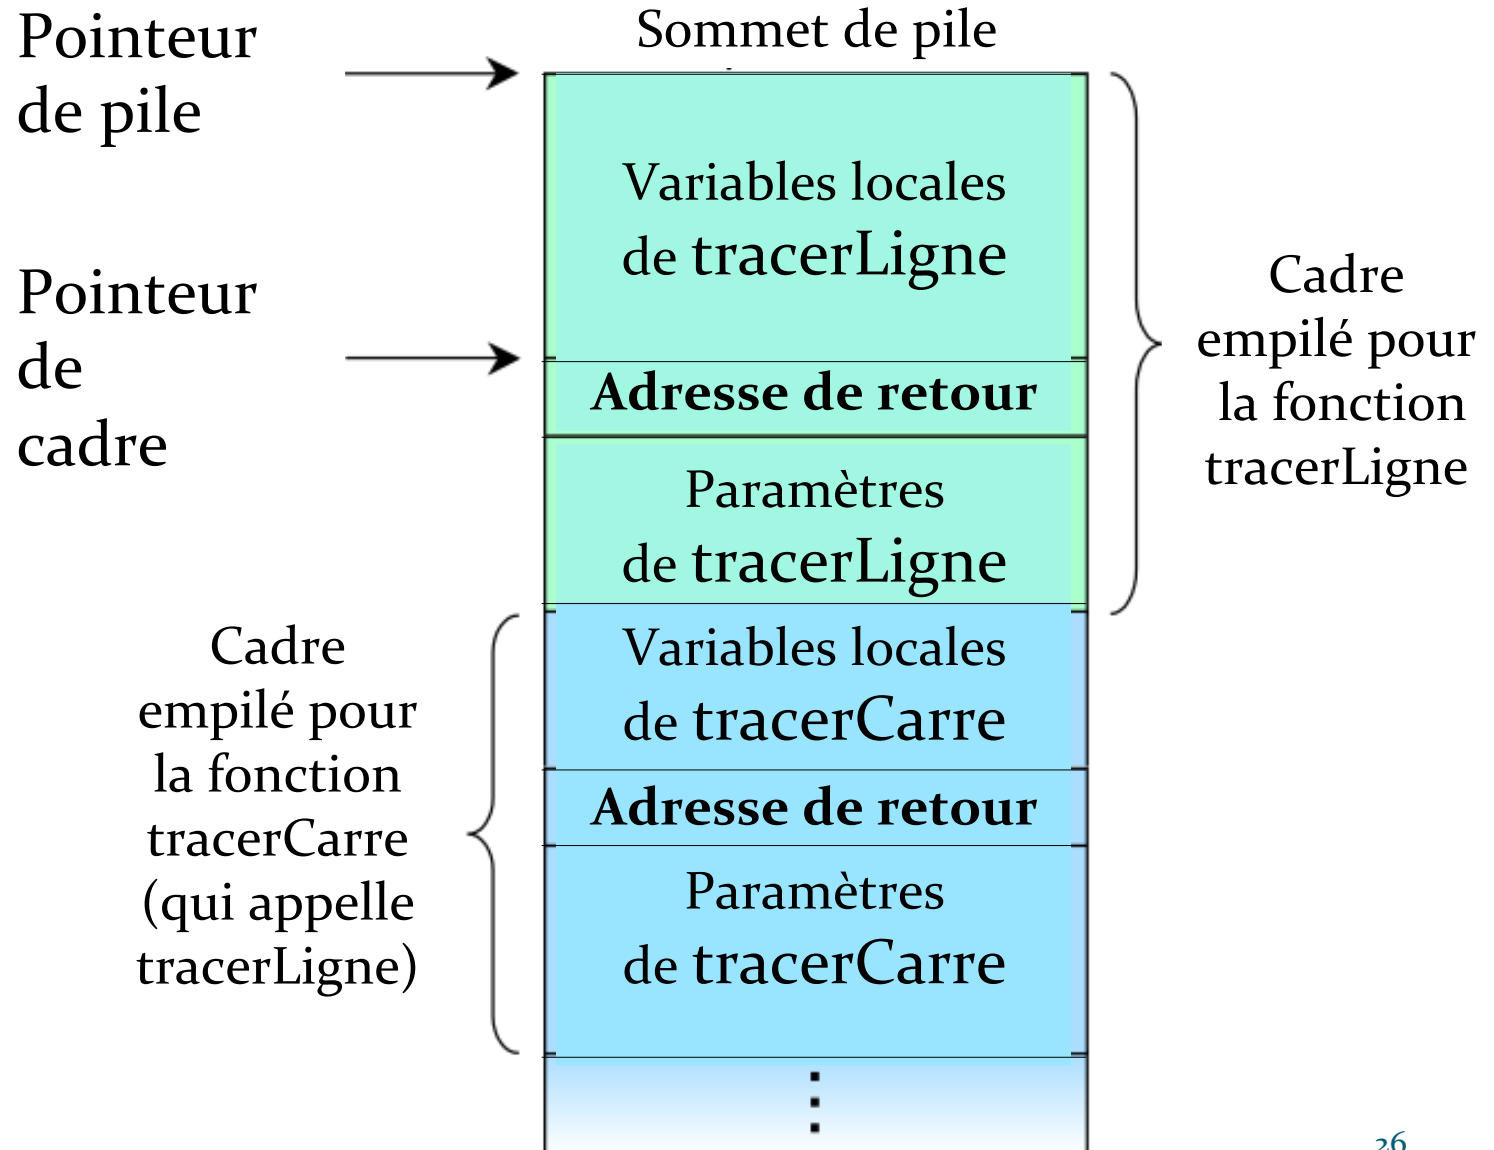 Pointeur
de pile
Sommet de pile
Variables locales
de tracerLigne
Pointeur
de
cadre
Adresse de retour
Cadre
empilé pour
la fonction
tracerLigne
Paramètres
de tracerLigne
Cadre
empilé pour
la fonction
tracerCarre
(qui appelle
tracerLigne)
Variables locales
de tracerCarre
Adresse de retour
Paramètres
de tracerCarre
26